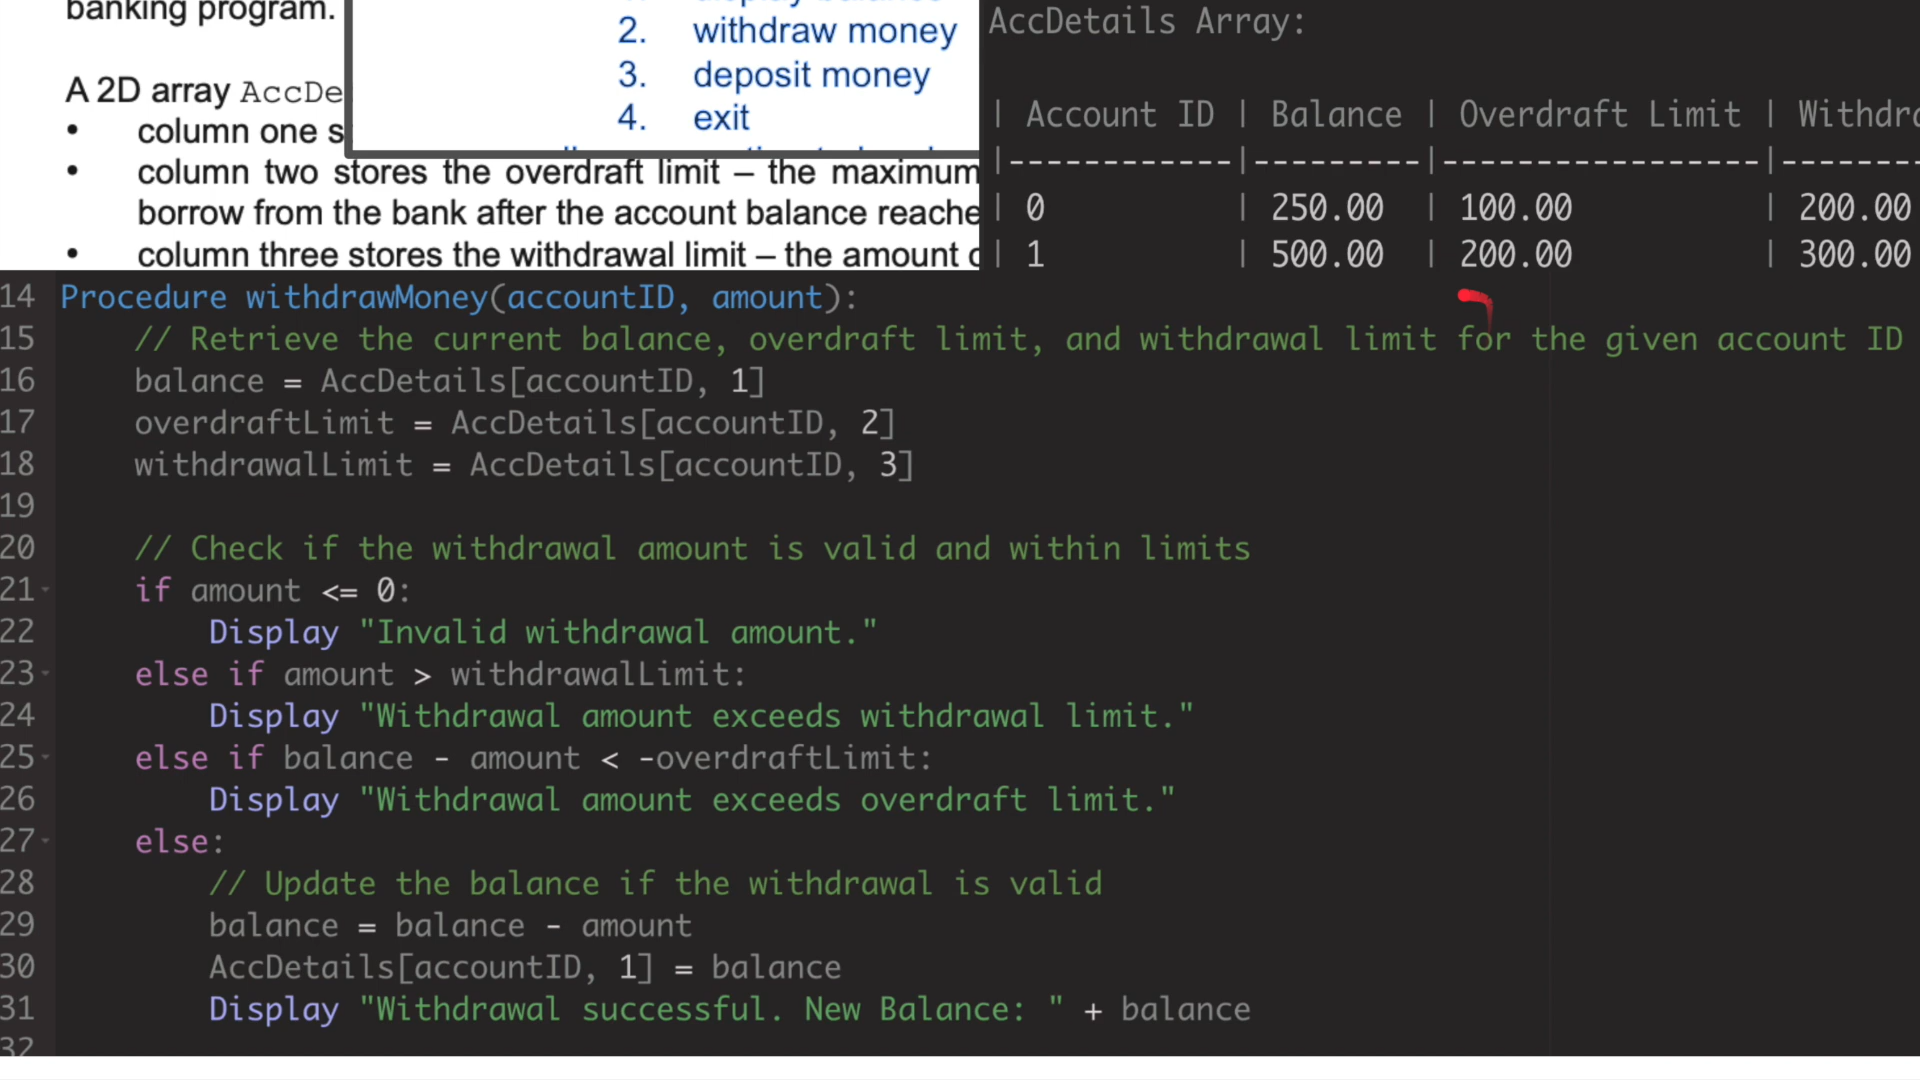 banking program.
A 2D array AccDe
• column one s
• column two stores the overdraft limit – the maximum
borrow from the bank after the account balance reache
• column three stores the withdrawal limit – the amount
2. withdraw money
3. deposit money
4. exit
AccDetails Array:
| Account ID | Balance | Overdraft Limit | Withdra
|------------|---------|-----------------|-------
| 0 | 250.00 | 100.00 | 200.00
| 1 | 500.00 | 200.00 | 300.00
14 Procedure withdrawMoney(accountID, amount):
15 // Retrieve the current balance, overdraft limit, and withdrawal limit for the given account ID
16 balance = AccDetails[accountID, 1]
17 overdraftLimit = AccDetails[accountID, 2]
18 withdrawalLimit = AccDetails[accountID, 3]
19
20 // Check if the withdrawal amount is valid and within limits
21 if amount <= 0:
22 Display "Invalid withdrawal amount."
23 else if amount > withdrawalLimit:
24 Display "Withdrawal amount exceeds withdrawal limit."
25 else if balance - amount < -overdraftLimit:
26 Display "Withdrawal amount exceeds overdraft limit."
27 else:
28 // Update the balance if the withdrawal is valid
29 balance = balance - amount
30 AccDetails[accountID, 1] = balance
31 Display "Withdrawal successful. New Balance: " + balance
32